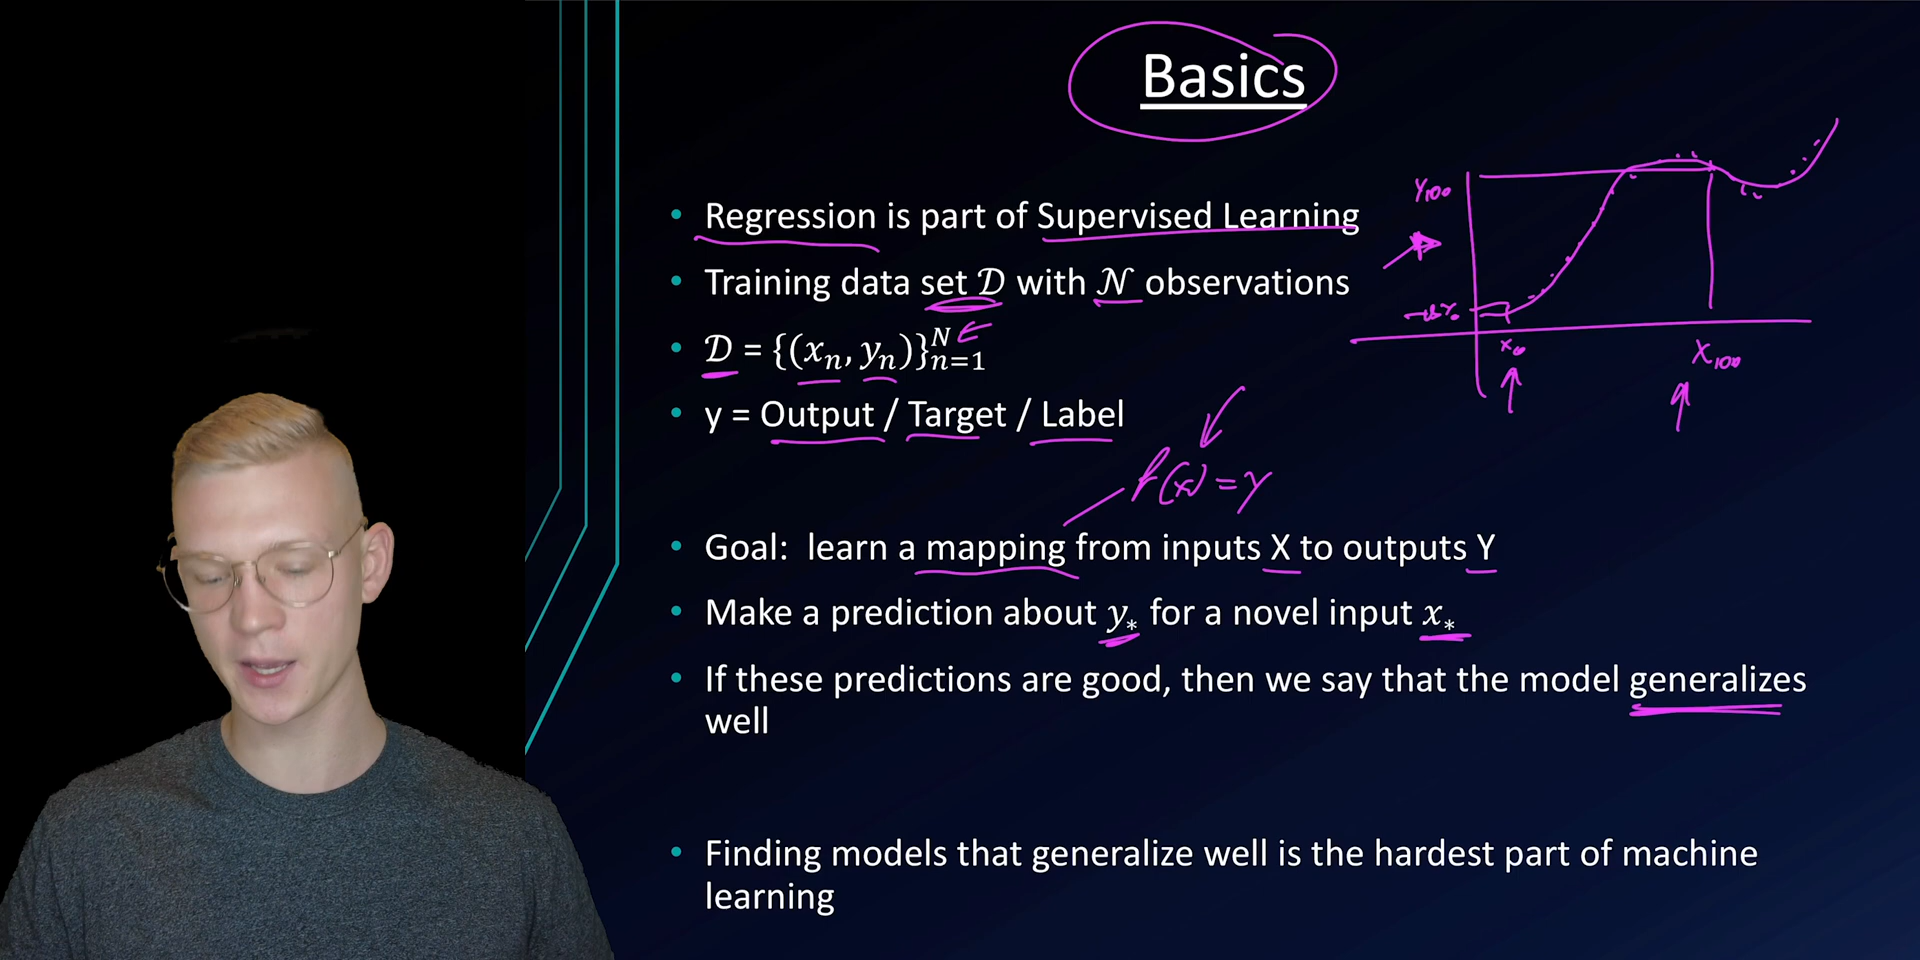 Basics
• Regression is part of Supervised Learning
• Training data set 𝒟 with 𝒩 observations
• 𝒟 = {(xₙ, yₙ)}ᴺₙ₌₁
• y = Output / Target / Label
f(x) = y
• Goal: learn a mapping from inputs X to outputs Y
• Make a prediction about y* for a novel input x*
• If these predictions are good, then we say that the model generalizes
well
• Finding models that generalize well is the hardest part of machine
learning
Y₁₀₀
X₀
X₁₀₀